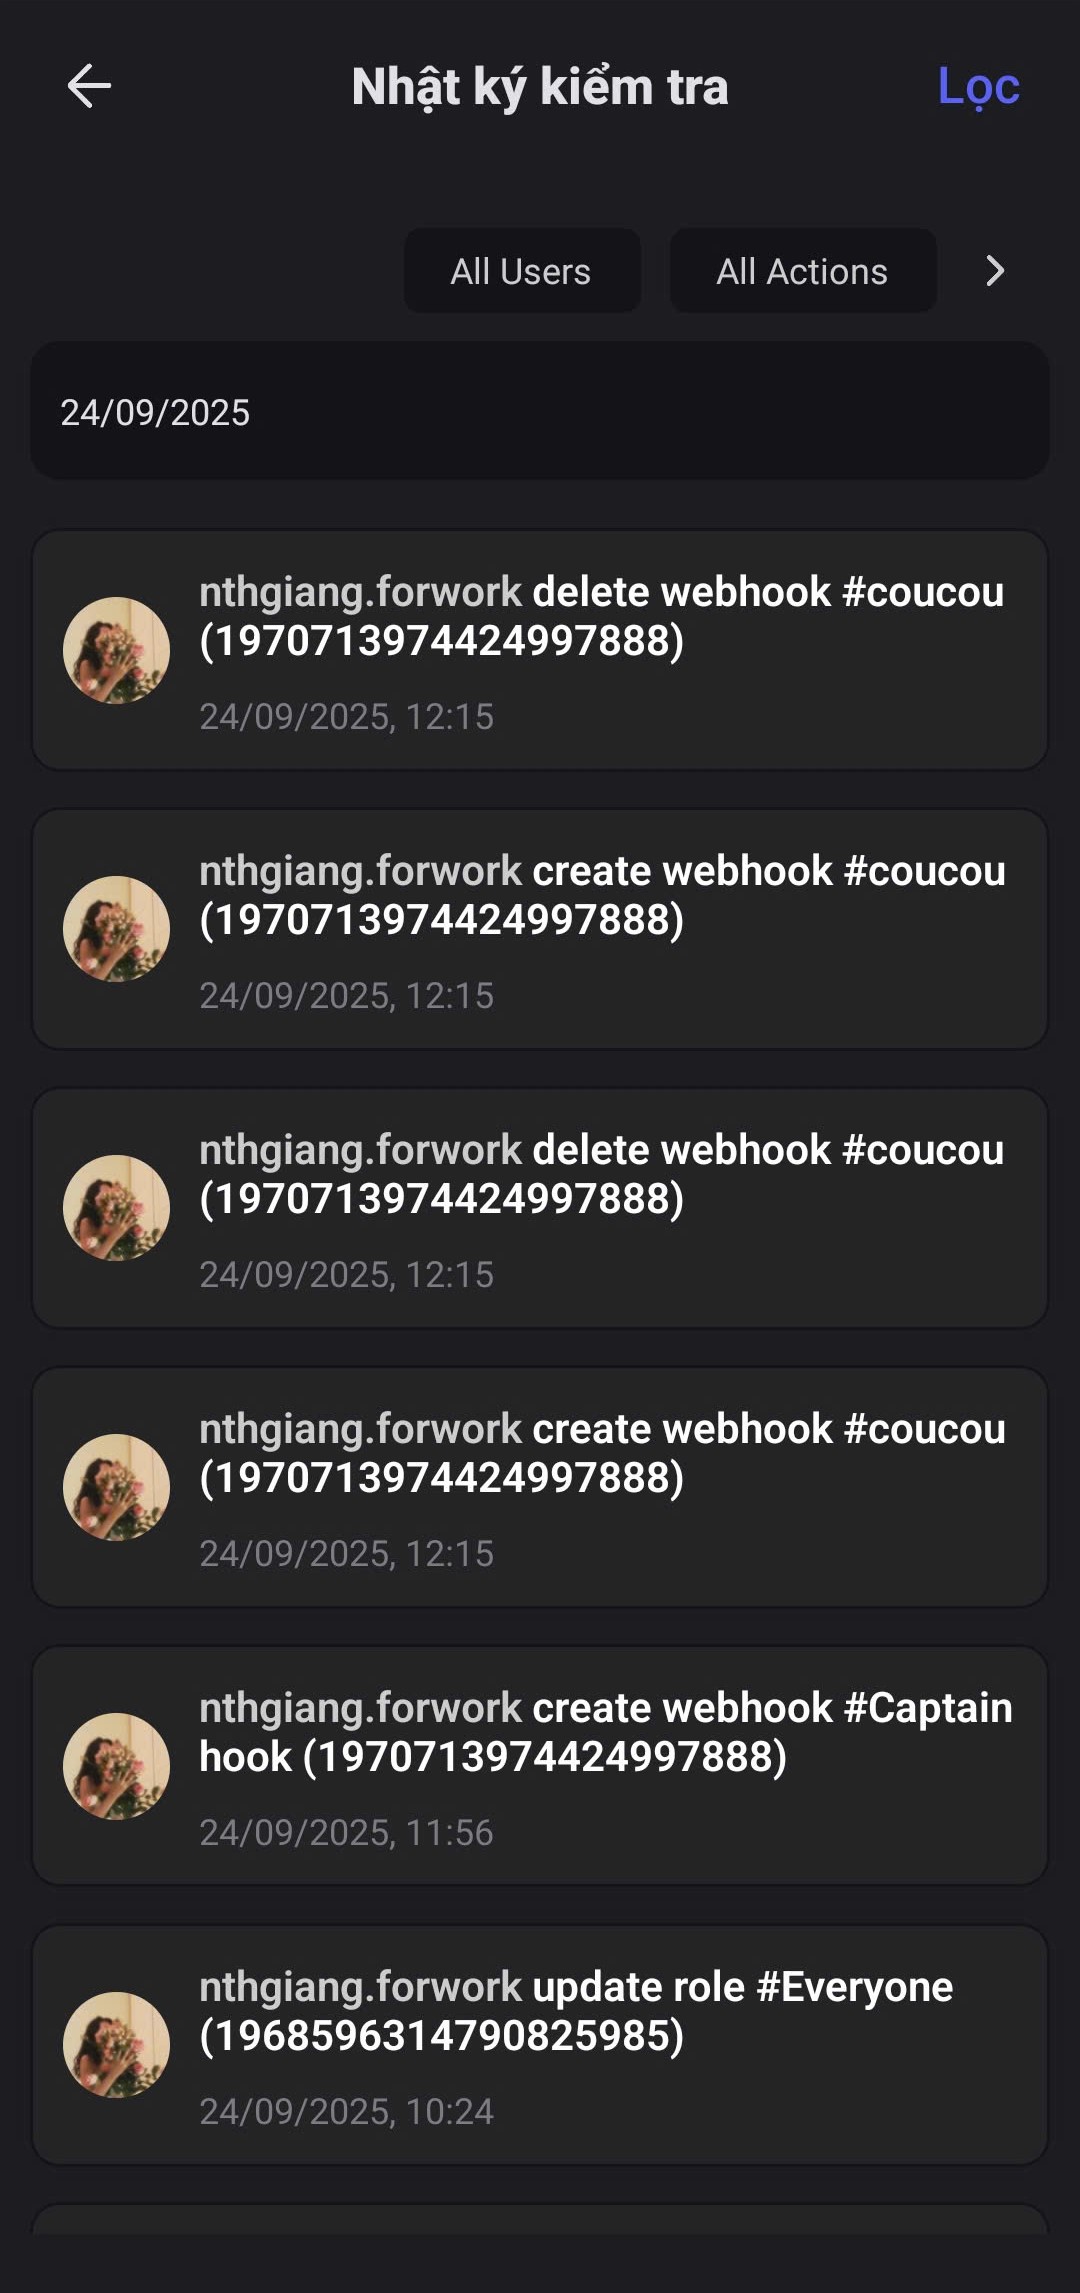 Nhật ký kiểm tra
Lọc
All Users
All Actions
24/09/2025
nthgiang.forwork delete webhook #coucou
(1970713974424997888)
24/09/2025, 12:15
nthgiang.forwork create webhook #coucou
(1970713974424997888)
24/09/2025, 12:15
nthgiang.forwork delete webhook #coucou
(1970713974424997888)
24/09/2025, 12:15
nthgiang.forwork create webhook #coucou
(1970713974424997888)
24/09/2025, 12:15
nthgiang.forwork create webhook #Captain
hook (1970713974424997888)
24/09/2025, 11:56
nthgiang.forwork update role #Everyone
(1968596314790825985)
24/09/2025, 10:24